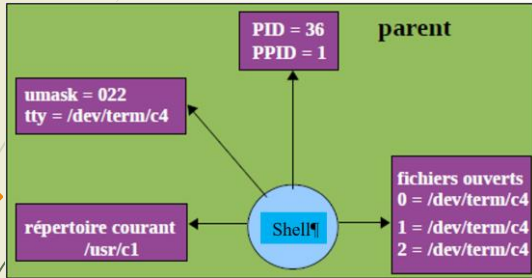 PID = 36
PPID = 1
parent
umask = 022
tty = /dev/term/c4
répertoire courant
/usr/c1
Shell¶
fichiers ouverts
0 = /dev/term/c4
1 = /dev/term/c4
2 = /dev/term/c4